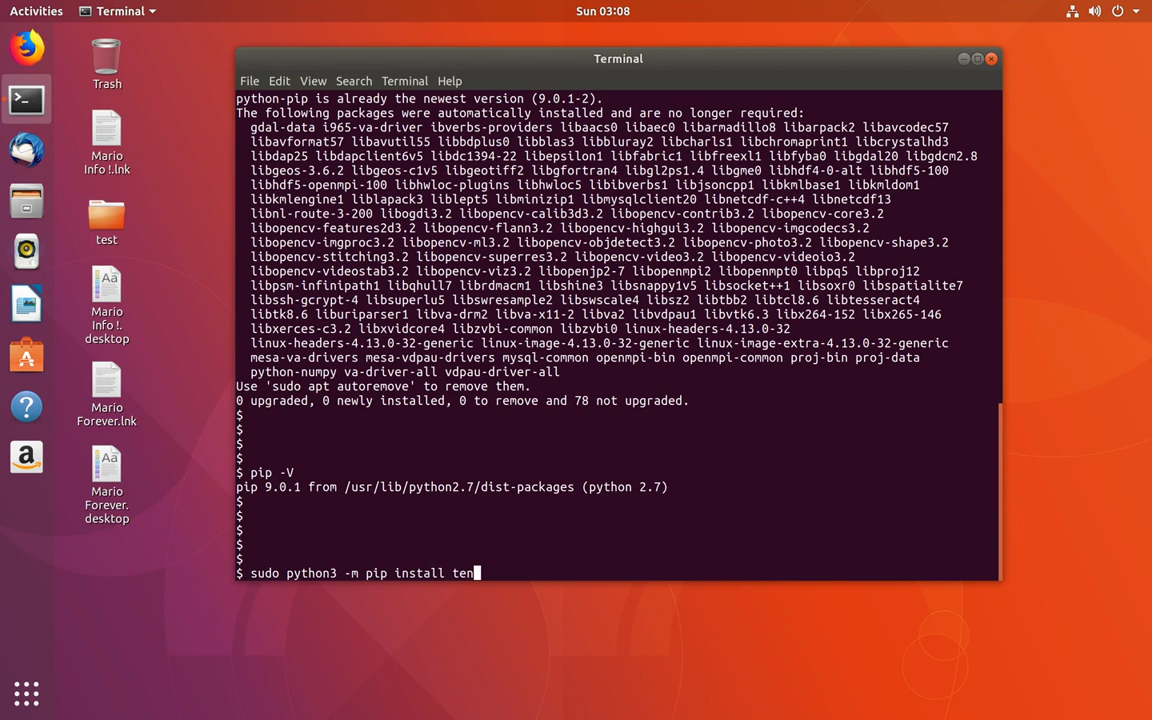 Activities
Terminal
Sun 03:08
Trash
Mario
Info !.lnk
test
Mario
Info !.
desktop
Mario
Forever.lnk
Mario
Forever.
desktop
Terminal
File Edit View Search Terminal Help
python-pip is already the newest version (9.0.1-2).
The following packages were automatically installed and are no longer required:
gdal-data i965-va-driver ibverbs-providers libaacs0 libaec0 libarmadillo8 libarpack2 libavcodec57
libavformat57 libavutil55 libbdplus0 libblas3 libbluray2 libcharls1 libchromaprint1 libcrystalhd3
libdap25 libdapclient6v5 libdc1394-22 libepsilon1 libfabric1 libfreexl1 libfyba0 libgdal20 libgdcm2.8
libgeos-3.6.2 libgeos-c1v5 libgeotiff2 libgfortran4 libgl2ps1.4 libgme0 libhdf4-0-alt libhdf5-100
libhdf5-openmpi-100 libhwloc-plugins libhwloc5 libibverbs1 libjsoncpp1 libkmlbase1 libkmldom1
libkmlengine1 liblapack3 liblept5 libminizip1 libmysqlclient20 libnetcdf-c++4 libnetcdf13
libnl-route-3-200 libogdi3.2 libopencv-calib3d3.2 libopencv-contrib3.2 libopencv-core3.2
libopencv-features2d3.2 libopencv-flann3.2 libopencv-highgui3.2 libopencv-imgcodecs3.2
libopencv-imgproc3.2 libopencv-ml3.2 libopencv-objdetect3.2 libopencv-photo3.2 libopencv-shape3.2
libopencv-stitching3.2 libopencv-superres3.2 libopencv-video3.2 libopencv-videoio3.2
libopencv-videostab3.2 libopencv-viz3.2 libopenjp2-7 libopenmpi2 libopenmpt0 libpq5 libproj12
libpsm-infinipath1 libqhull7 librdmacm1 libshine3 libsnappy1v5 libsocket++1 libsoxr0 libspatialite7
libssh-gcrypt-4 libsuperlu5 libswresample2 libswscale4 libsz2 libtbb2 libtcl8.6 libtesseract4
libtk8.6 liburiparser1 libva-drm2 libva-x11-2 libva2 libvdpau1 libvtk6.3 libx264-152 libx265-146
libxerces-c3.2 libxvidcore4 libzvbi-common libzvbi0 linux-headers-4.13.0-32
linux-headers-4.13.0-32-generic linux-image-4.13.0-32-generic linux-image-extra-4.13.0-32-generic
mesa-va-drivers mesa-vdpau-drivers mysql-common openmpi-bin openmpi-common proj-bin proj-data
python-numpy va-driver-all vdpau-driver-all
Use 'sudo apt autoremove' to remove them.
0 upgraded, 0 newly installed, 0 to remove and 78 not upgraded.
$
$
$
$
$ pip -V
pip 9.0.1 from /usr/lib/python2.7/dist-packages (python 2.7)
$
$
$
$
$
$ sudo python3 -m pip install ten